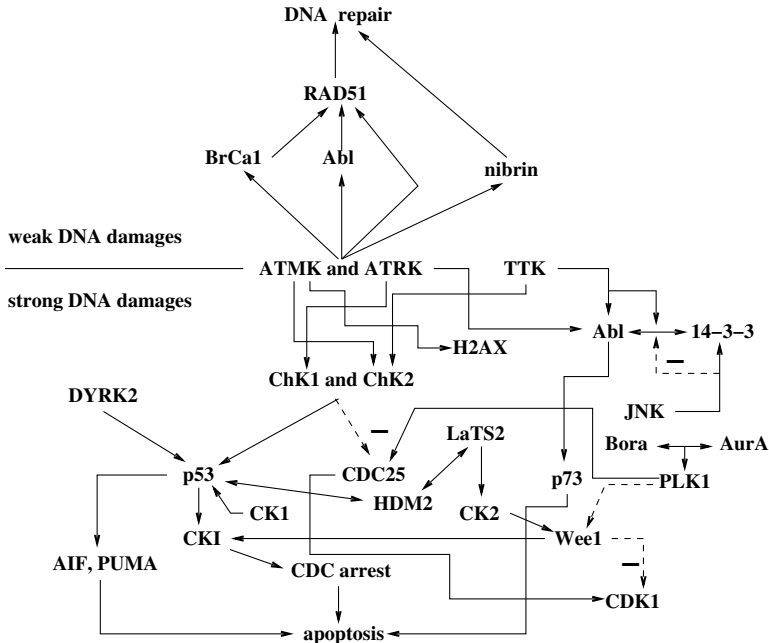 DNA repair
RAD51
BrCa1
Abl
nibrin
weak DNA damages
ATMK and ATRK
TTK
strong DNA damages
Abl
14-3-3
H2AX
ChK1 and ChK2
DYRK2
JNK
LaTS2
Bora
AurA
p53
CDC25
p73
PLK1
HDM2
CK1
CK2
CKI
Wee1
AIF, PUMA
CDC arrest
CDK1
apoptosis